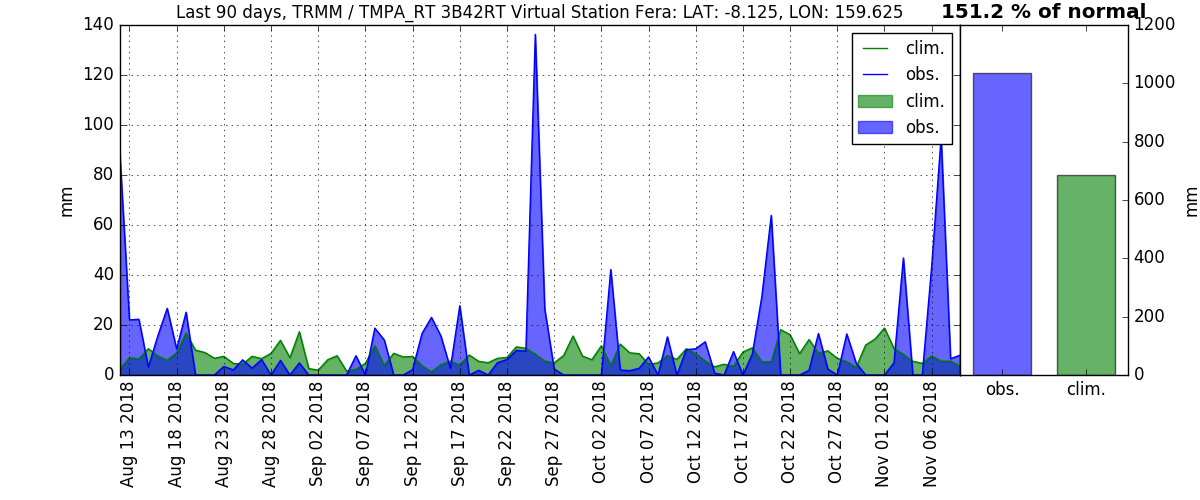 Last 90 days, TRMM / TMPA_RT 3B42RT Virtual Station Fera: LAT: -8.125, LON: 159.625
151.2 % of normal
140
120
100
80
60
40
20
0
mm
clim.
obs.
clim.
obs.
1200
1000
800
600
400
200
0
mm
obs.
clim.
Aug 13 2018
Aug 18 2018
Aug 23 2018
Aug 28 2018
Sep 02 2018
Sep 07 2018
Sep 12 2018
Sep 17 2018
Sep 22 2018
Sep 27 2018
Oct 02 2018
Oct 07 2018
Oct 12 2018
Oct 17 2018
Oct 22 2018
Oct 27 2018
Nov 01 2018
Nov 06 2018